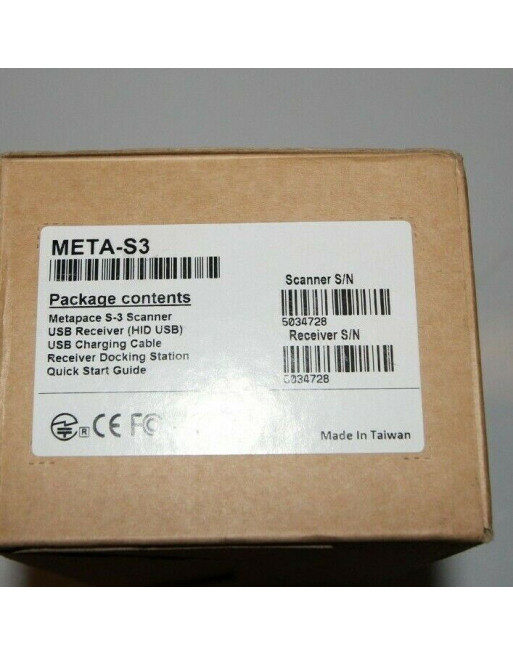 META-S3
Package contents
Metapace S-3 Scanner
USB Receiver (HID USB)
USB Charging Cable
Receiver Docking Station
Quick Start Guide
Scanner S/N
5034728
Receiver S/N
5034728
R CE FC
Made In Taiwan